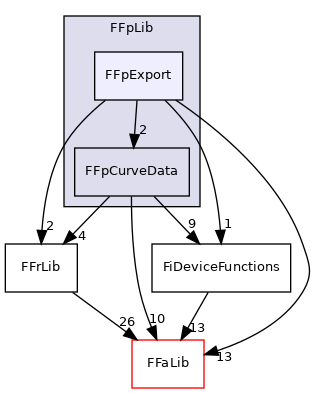 FFpLib
FFpExport
2
FFpCurveData
2
4
9
1
FFrLib
FiDeviceFunctions
26
10
13
13
FFaLib